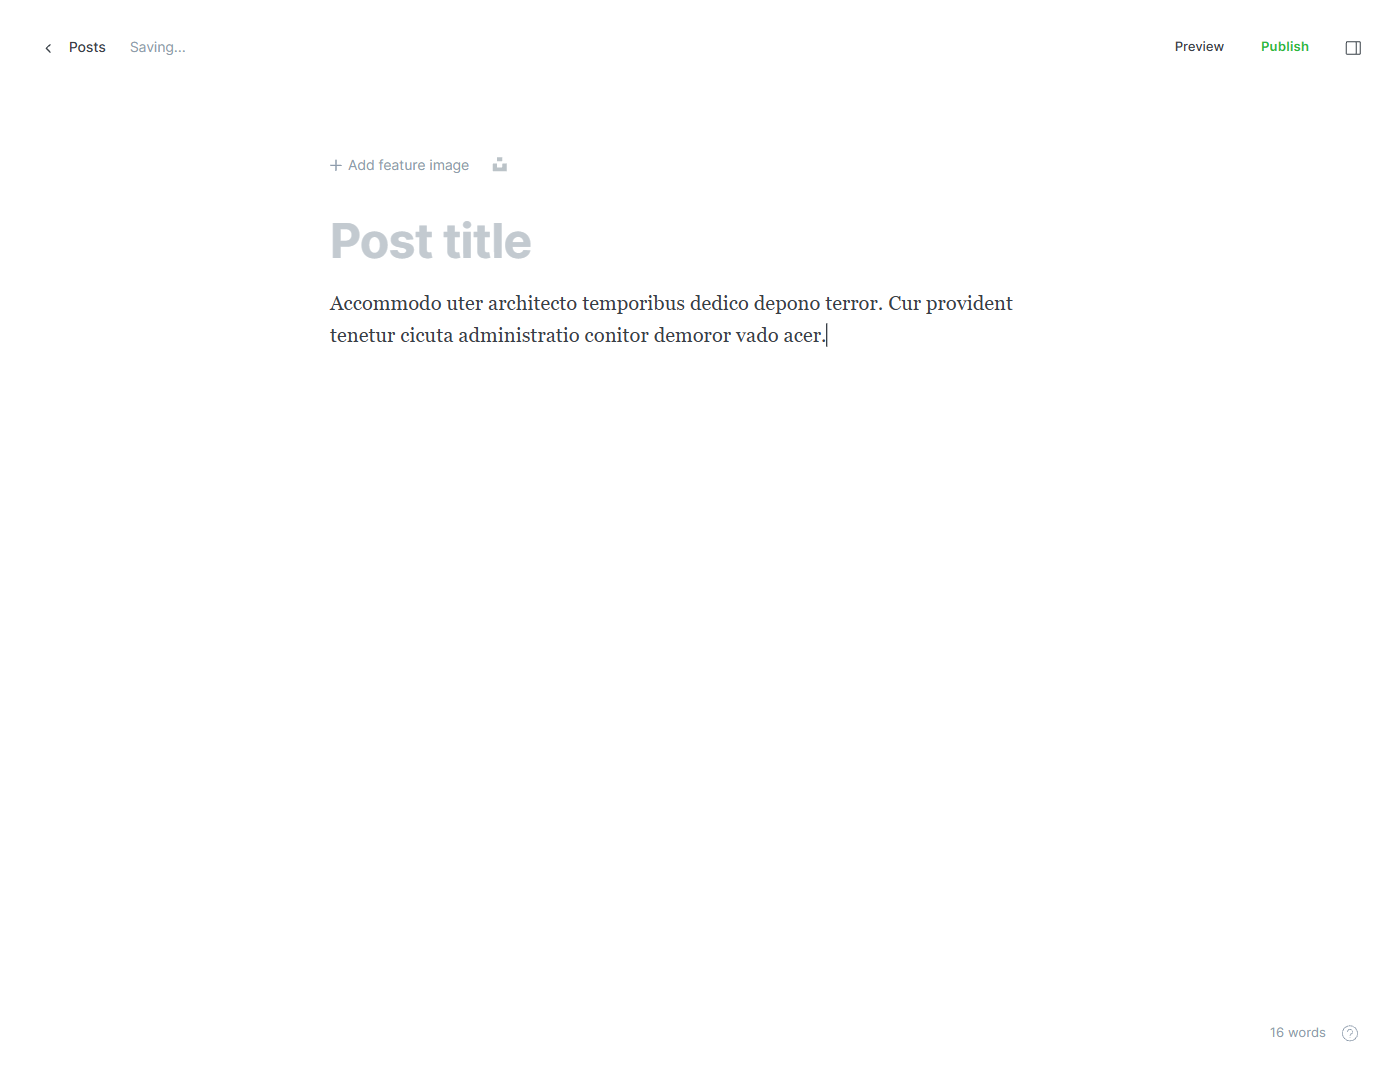 Posts Saving... Preview Publish
Add feature image
Post title
Accommodo uter architecto temporibus dedico depono terror. Cur provident
tenetur cicuta administratio conitor demoror vado acer.
16 words